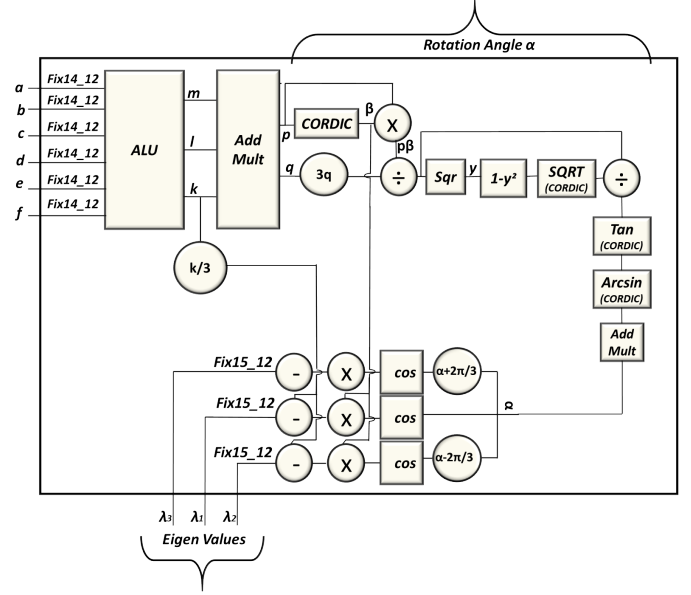 Rotation Angle α
a Fix14_12
b Fix14_12
c Fix14_12
d Fix14_12
e Fix14_12
f Fix14_12
ALU
m
l
k
Add
Mult
p
q
CORDIC
β
X
pβ
3q
÷
Sqr
y
1-y²
SQRT
(CORDIC)
÷
k/3
Tan
(CORDIC)
Arcsin
(CORDIC)
Add
Mult
Fix15_12
-
X
cos
α+2π/3
Fix15_12
-
X
cos
α
Fix15_12
-
X
cos
α-2π/3
λ₃ λ₁ λ₂
Eigen Values